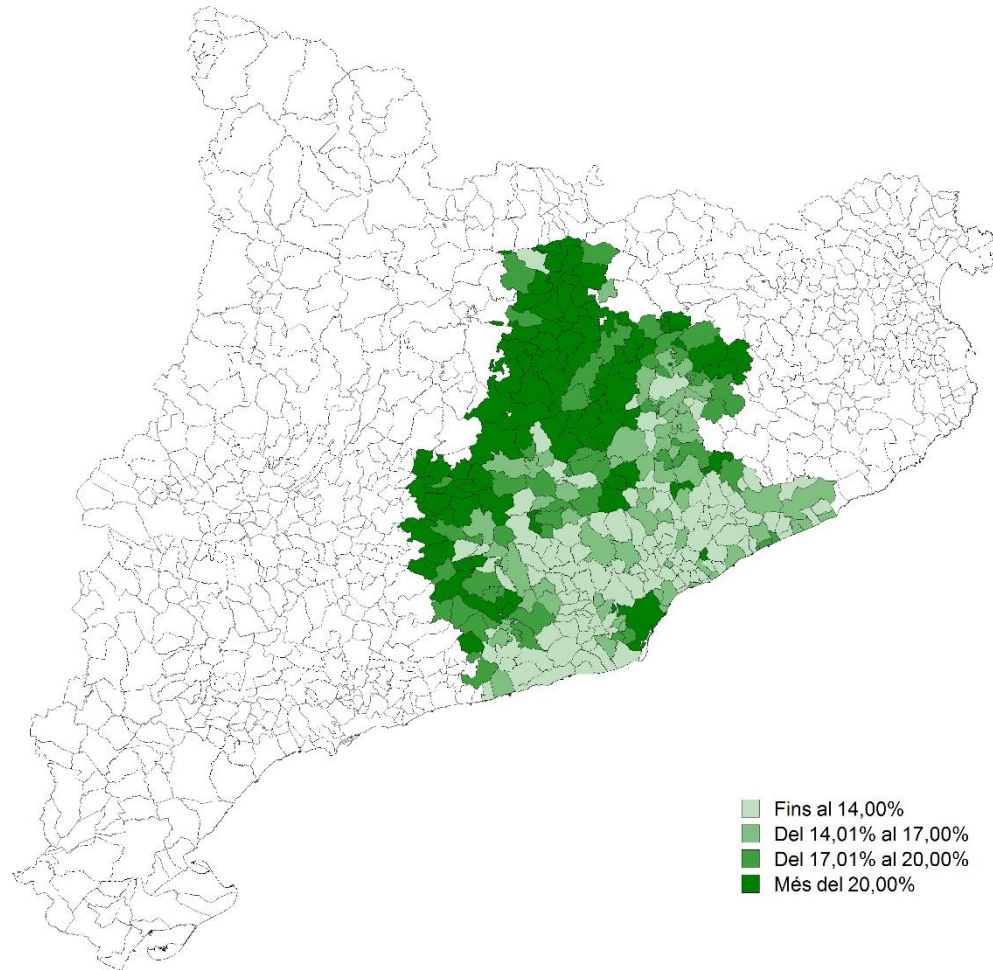 Fins al 14,00%
Del 14,01% al 17,00%
Del 17,01% al 20,00%
Més del 20,00%